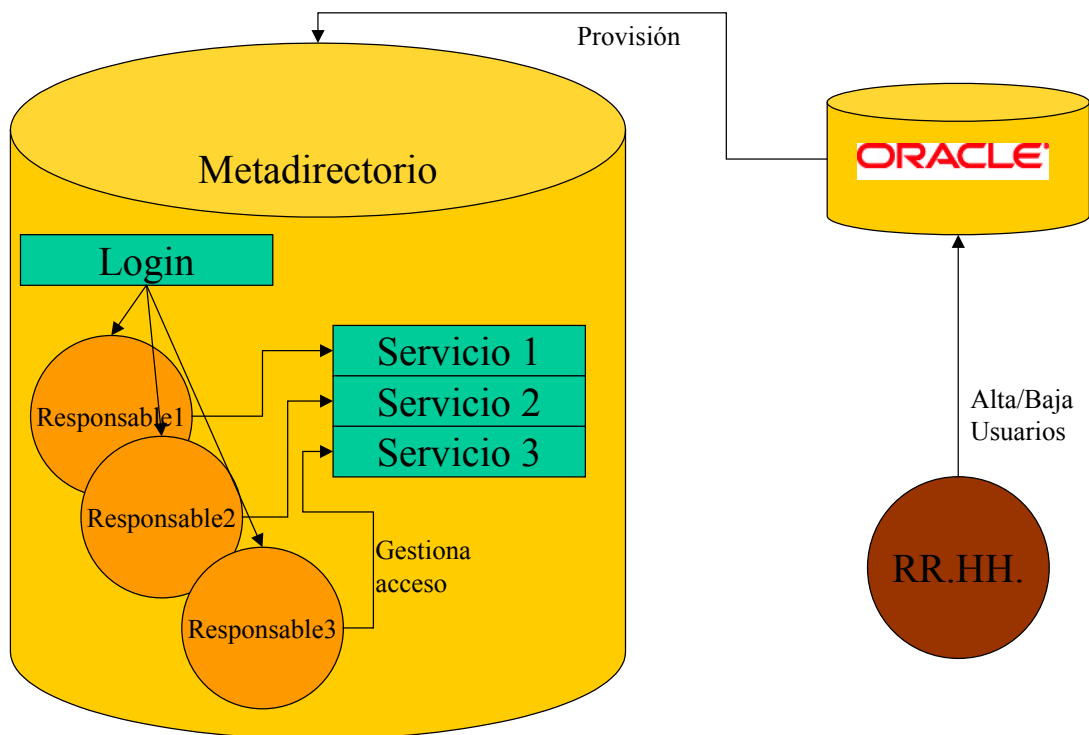 Provisión
ORACLE
Metadirectorio
Login
Servicio 1
Servicio 2
Servicio 3
Responsable1
Responsable2
Responsable3
Gestiona
acceso
Alta/Baja
Usuarios
RR.HH.